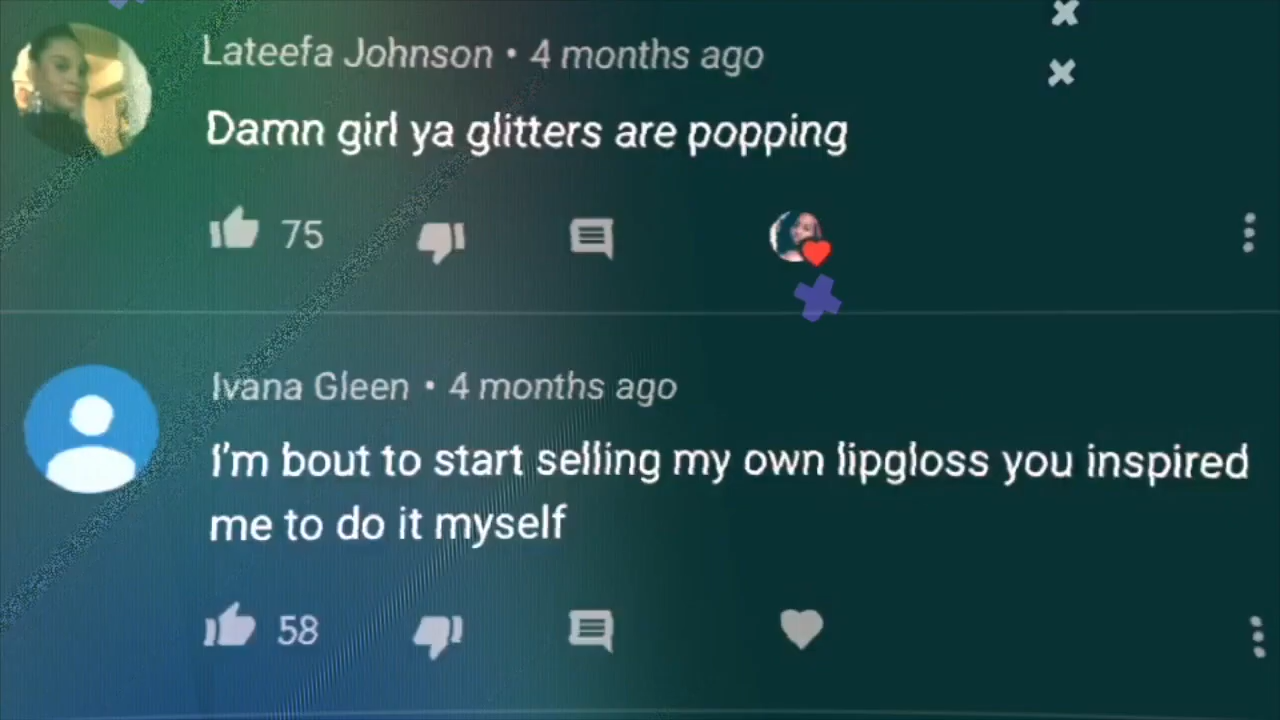 Lateefa Johnson • 4 months ago
Damn girl ya glitters are popping
75
Ivana Gleen • 4 months ago
I'm bout to start selling my own lipgloss you inspired
me to do it myself
58